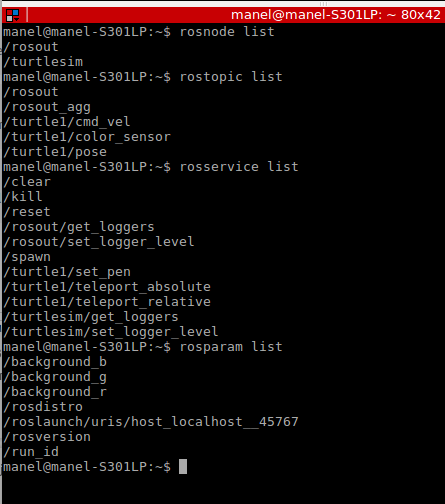 manel@manel-S301LP: ~ 80x42
manel@manel-S301LP:~$ rosnode list
/rosout
/turtlesim
manel@manel-S301LP:~$ rostopic list
/rosout
/rosout_agg
/turtle1/cmd_vel
/turtle1/color_sensor
/turtle1/pose
manel@manel-S301LP:~$ rosservice list
/clear
/kill
/reset
/rosout/get_loggers
/rosout/set_logger_level
/spawn
/turtle1/set_pen
/turtle1/teleport_absolute
/turtle1/teleport_relative
/turtlesim/get_loggers
/turtlesim/set_logger_level
manel@manel-S301LP:~$ rosparam list
/background_b
/background_g
/background_r
/rosdistro
/roslaunch/uris/host_localhost__45767
/rosversion
/run_id
manel@manel-S301LP:~$